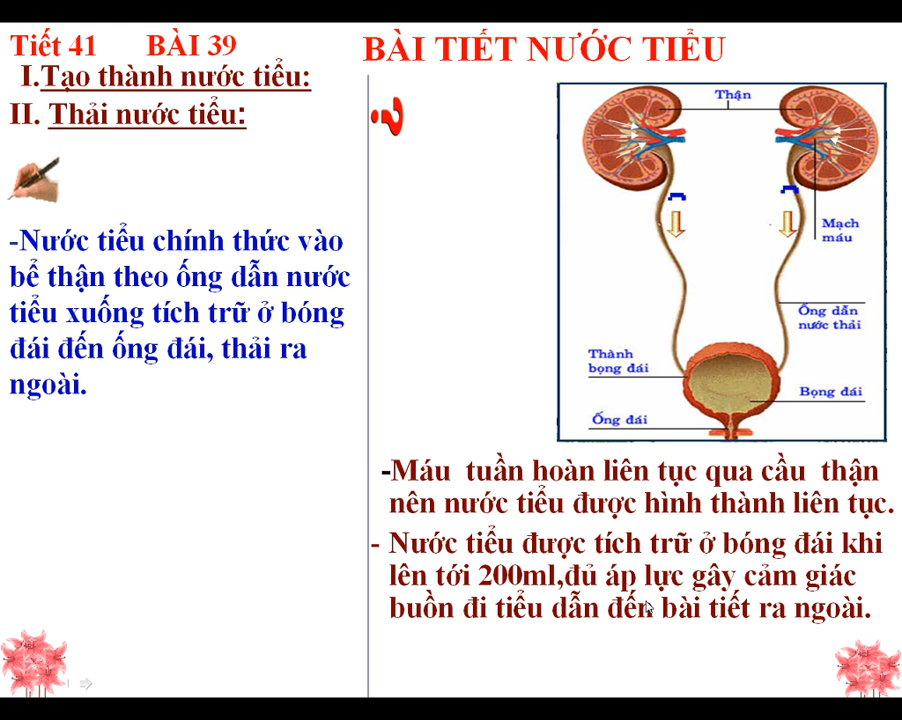 Tiết 41 BÀI 39
BÀI TIẾT NƯỚC TIỂU
I.Tạo thành nước tiểu:
II. Thải nước tiểu:
?
-Nước tiểu chính thức vào
bể thận theo ống dẫn nước
tiểu xuống tích trữ ở bóng
đái đến ống đái, thải ra
ngoài.
Thận
Mạch
máu
Ống dẫn
nước thải
Thành
bọng đái
Bọng đái
Ống đái
-Máu tuần hoàn liên tục qua cầu thận
nên nước tiểu được hình thành liên tục.
- Nước tiểu được tích trữ ở bóng đái khi
lên tới 200ml,đủ áp lực gây cảm giác
buồn đi tiểu dẫn đến bài tiết ra ngoài.